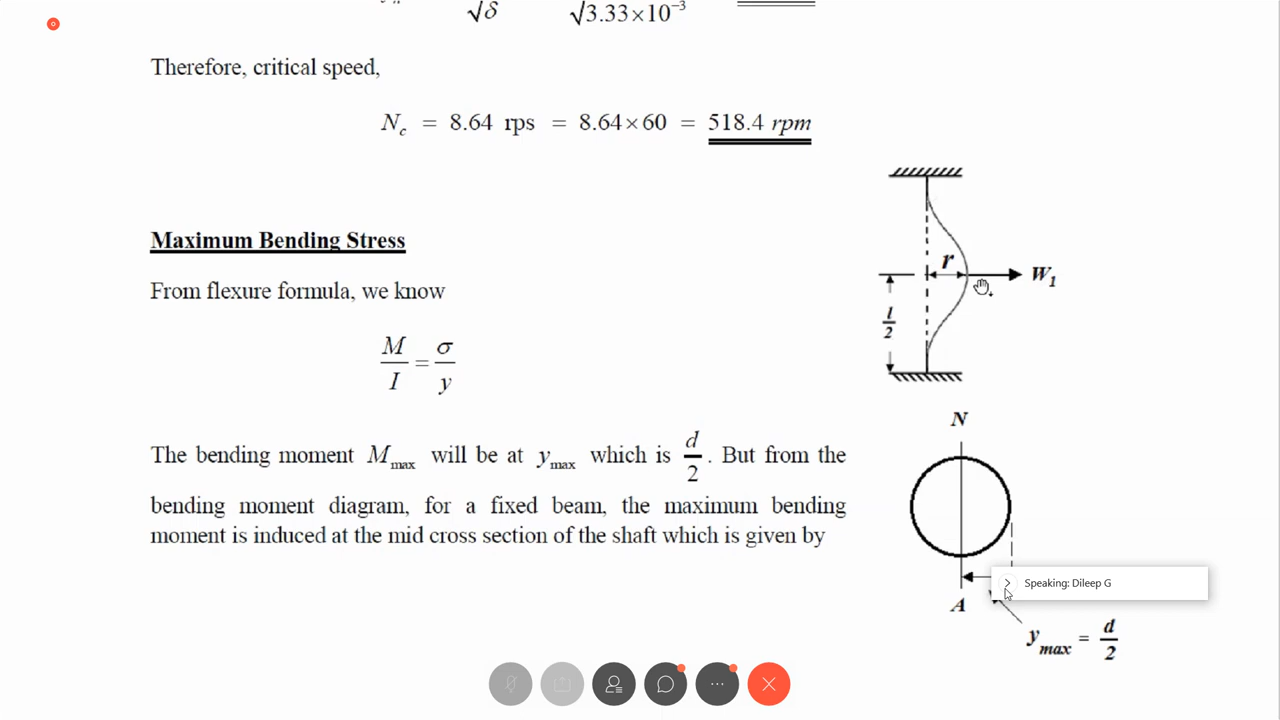 √δ √3.33×10⁻³
Therefore, critical speed,
N_c = 8.64 rps = 8.64×60 = 518.4 rpm
Maximum Bending Stress
From flexure formula, we know
M/I = σ/y
The bending moment M_max will be at y_max which is d/2. But from the
bending moment diagram, for a fixed beam, the maximum bending
moment is induced at the mid cross section of the shaft which is given by
r
W₁
l/2
N
A
Speaking: Dileep G
y_max = d/2